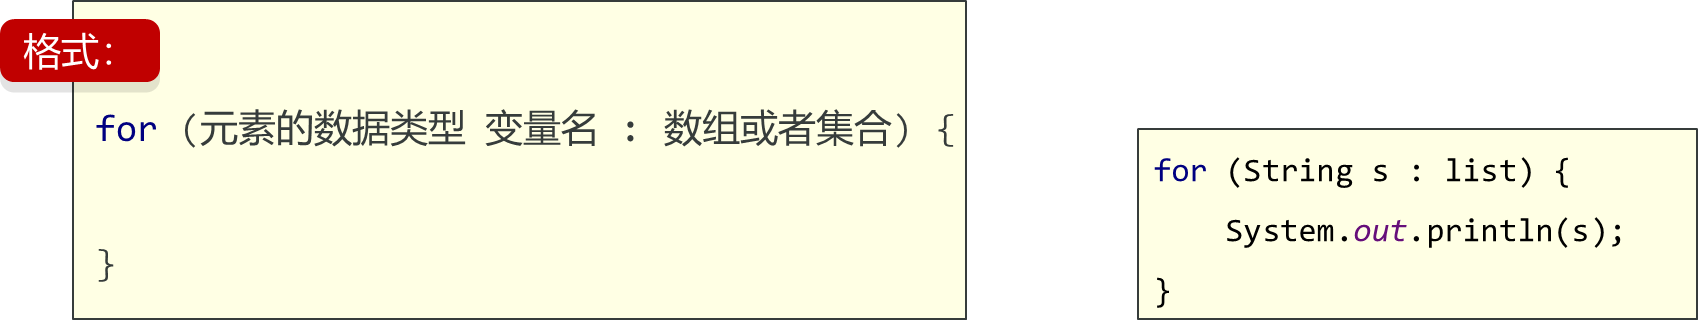 格式：
for（元素的数据类型 变量名 : 数组或者集合）{
}
for (String s : list) {
    System.out.println(s);
}